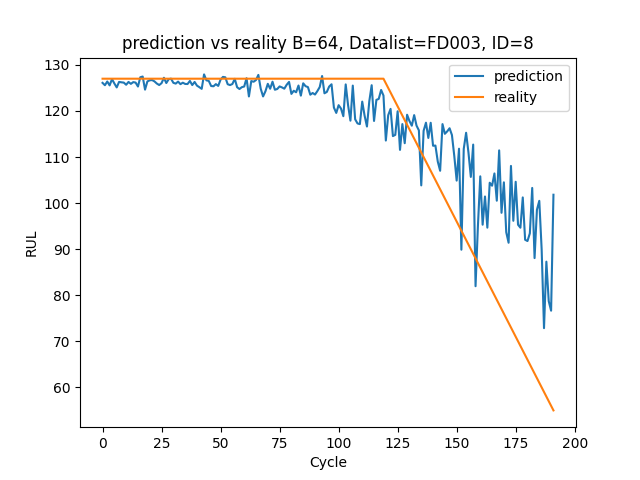 prediction vs reality B=64, Datalist=FD003, ID=8
130
120
110
100
90
80
70
60
RUL
prediction
reality
0 25 50 75 100 125 150 175 200
Cycle